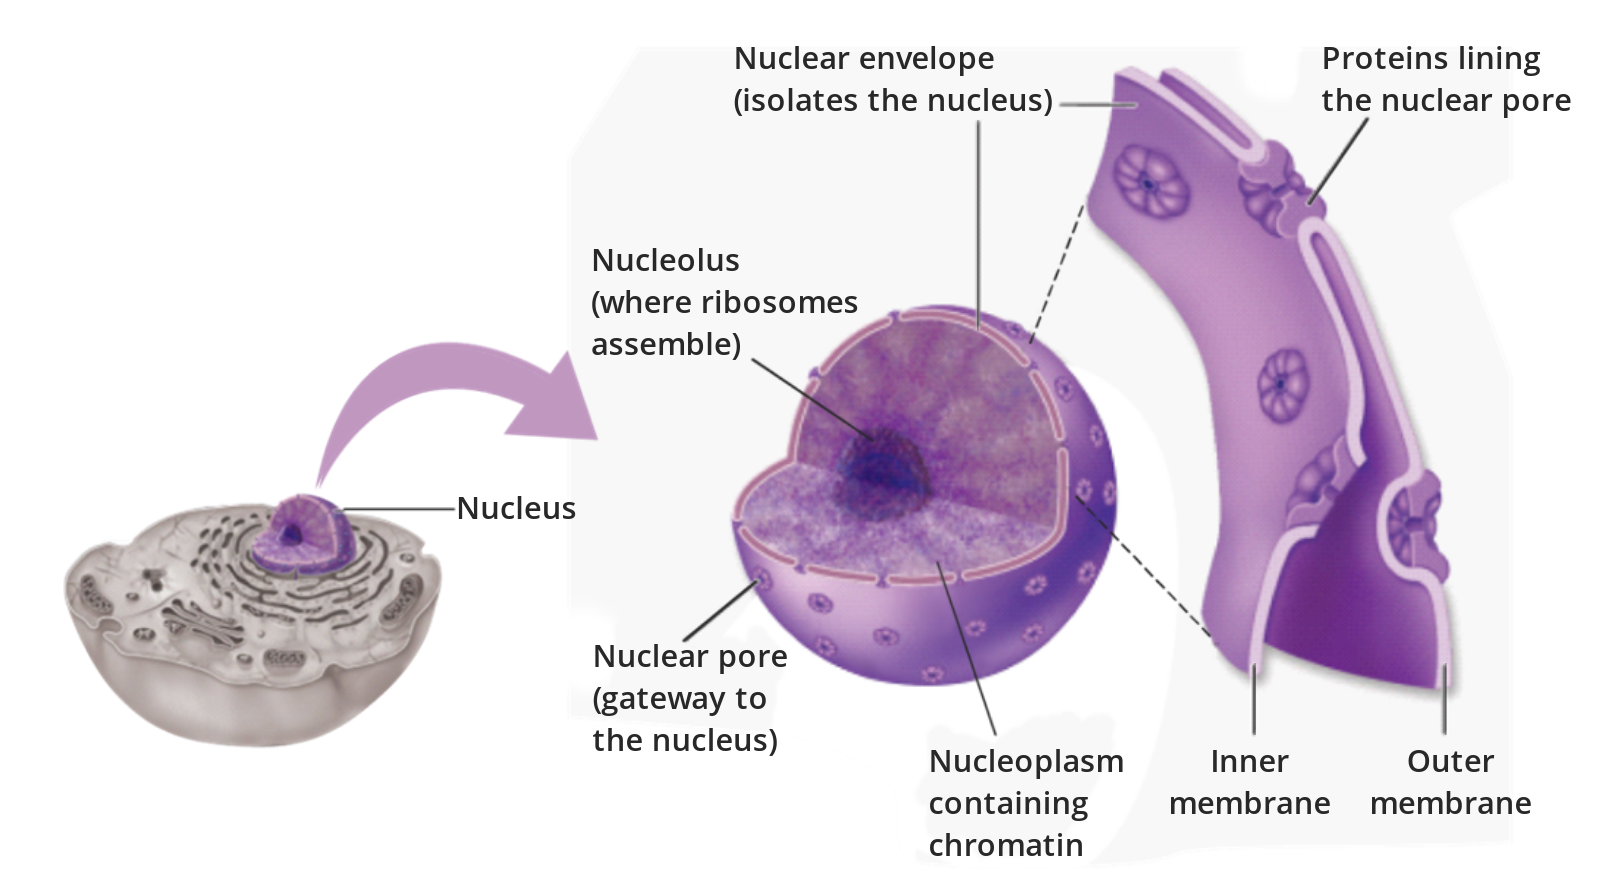 Nuclear envelope
(isolates the nucleus)
Proteins lining
the nuclear pore
Nucleolus
(where ribosomes
assemble)
Nucleus
Nuclear pore
(gateway to
the nucleus)
Nucleoplasm
containing
chromatin
Inner
membrane
Outer
membrane